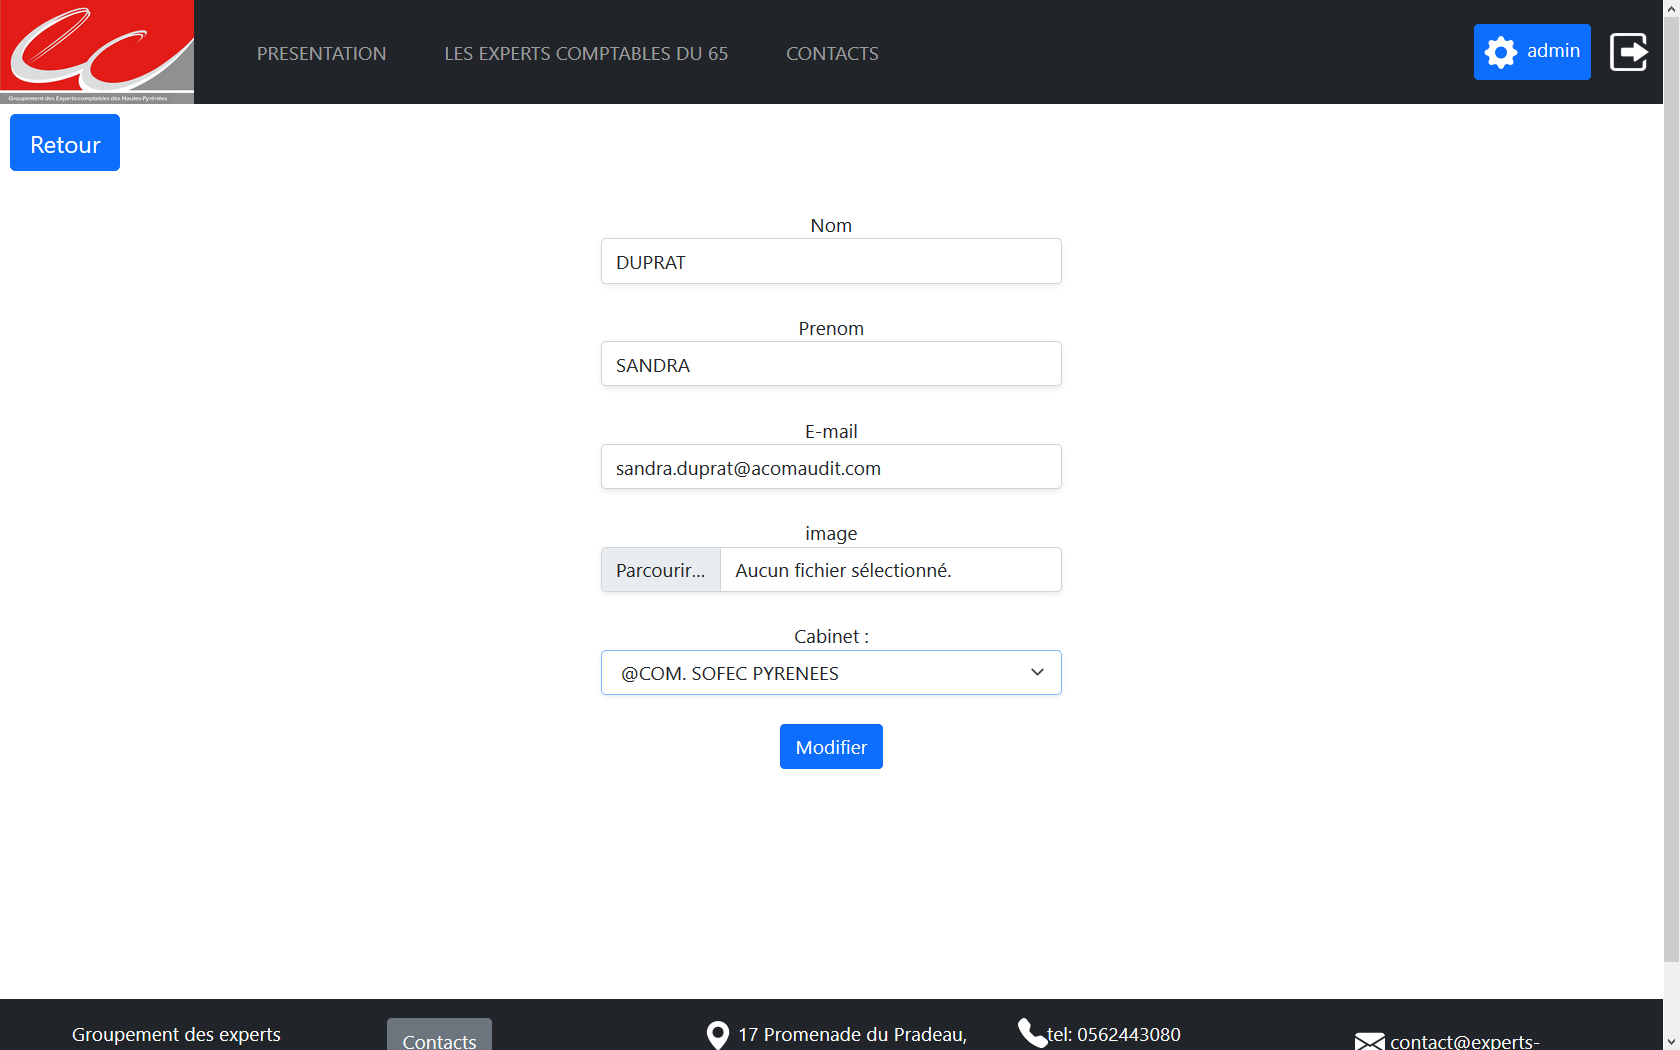 Groupement des Experts-comptables des Hautes-Pyrénées
PRESENTATION
LES EXPERTS COMPTABLES DU 65
CONTACTS
admin
Retour
Nom
DUPRAT
Prenom
SANDRA
E-mail
sandra.duprat@acomaudit.com
image
Parcourir... Aucun fichier sélectionné.
Cabinet :
@COM. SOFEC PYRENEES
Modifier
Groupement des experts
Contacts
17 Promenade du Pradeau,
tel: 0562443080
contact@experts-